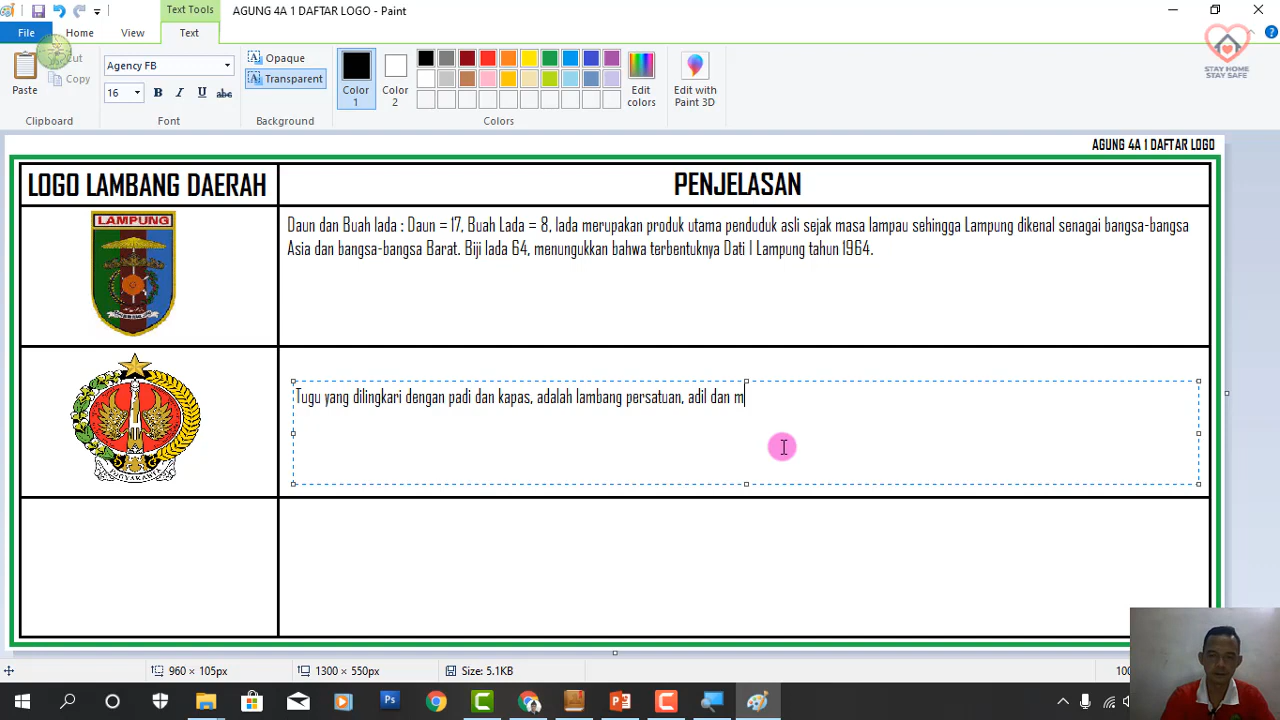 Text Tools
AGUNG 4A 1 DAFTAR LOGO - Paint
File
Home
View
Text
Paste
Cut
Copy
Clipboard
Agency FB
16
B I U abc
Font
Opaque
Transparent
Background
Color 1
Color 2
Edit colors
Colors
Edit with Paint 3D
STAY HOME
STAY SAFE
AGUNG 4A 1 DAFTAR LOGO
LOGO LAMBANG DAERAH
PENJELASAN
LAMPUNG
Daun dan Buah lada : Daun = 17, Buah Lada = 8, lada merupakan produk utama penduduk asli sejak masa lampau sehingga Lampung dikenal senagai bangsa-bangsa
Asia dan bangsa-bangsa Barat. Biji lada 64, menungukkan bahwa terbentuknya Dati I Lampung tahun 1964.
YOGYAKARTA
Tugu yang dilingkari dengan padi dan kapas, adalah lambang persatuan, adil dan m
960 × 105px
1300 × 550px
Size: 5.1KB
100
Ps